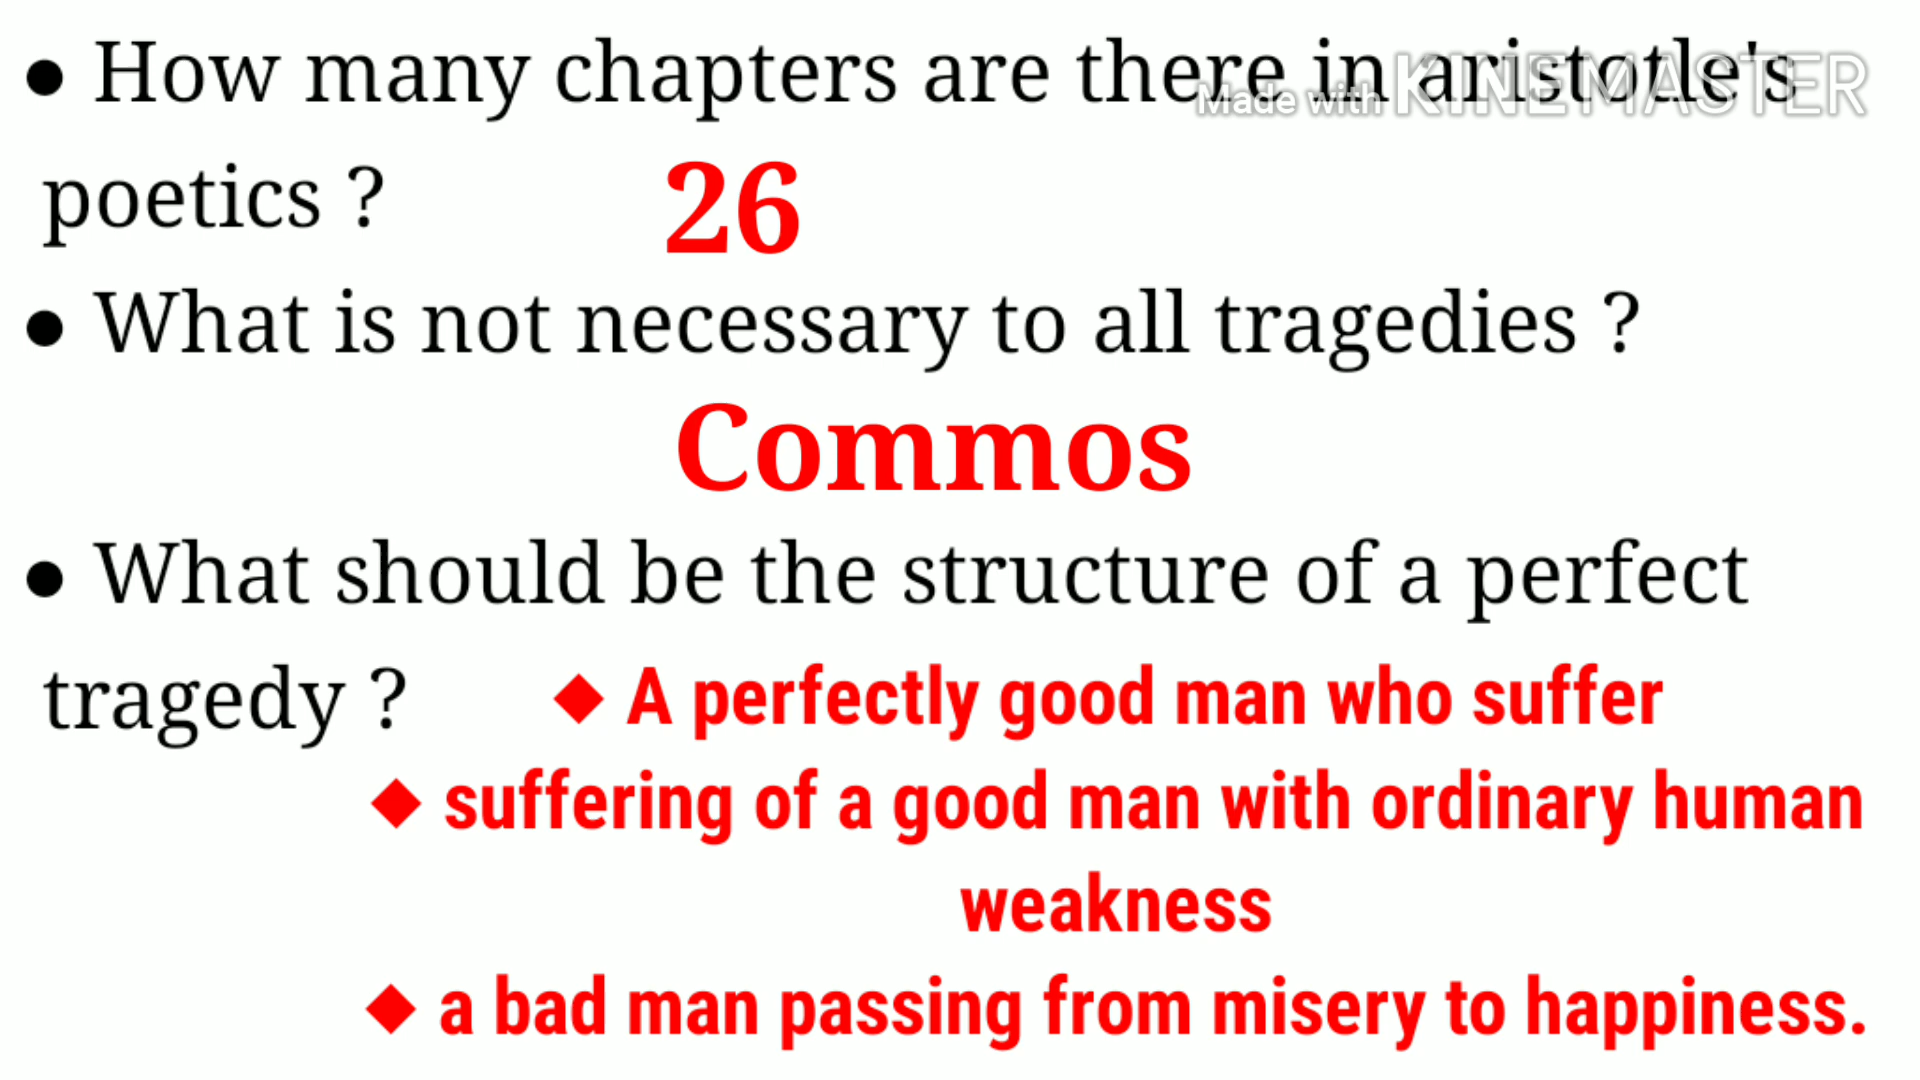 • How many chapters are there in aristotle's
Made with KINEMASTER
poetics ? 26
• What is not necessary to all tragedies ?
Commos
• What should be the structure of a perfect
tragedy ? ◆ A perfectly good man who suffer
◆ suffering of a good man with ordinary human
weakness
◆ a bad man passing from misery to happiness.